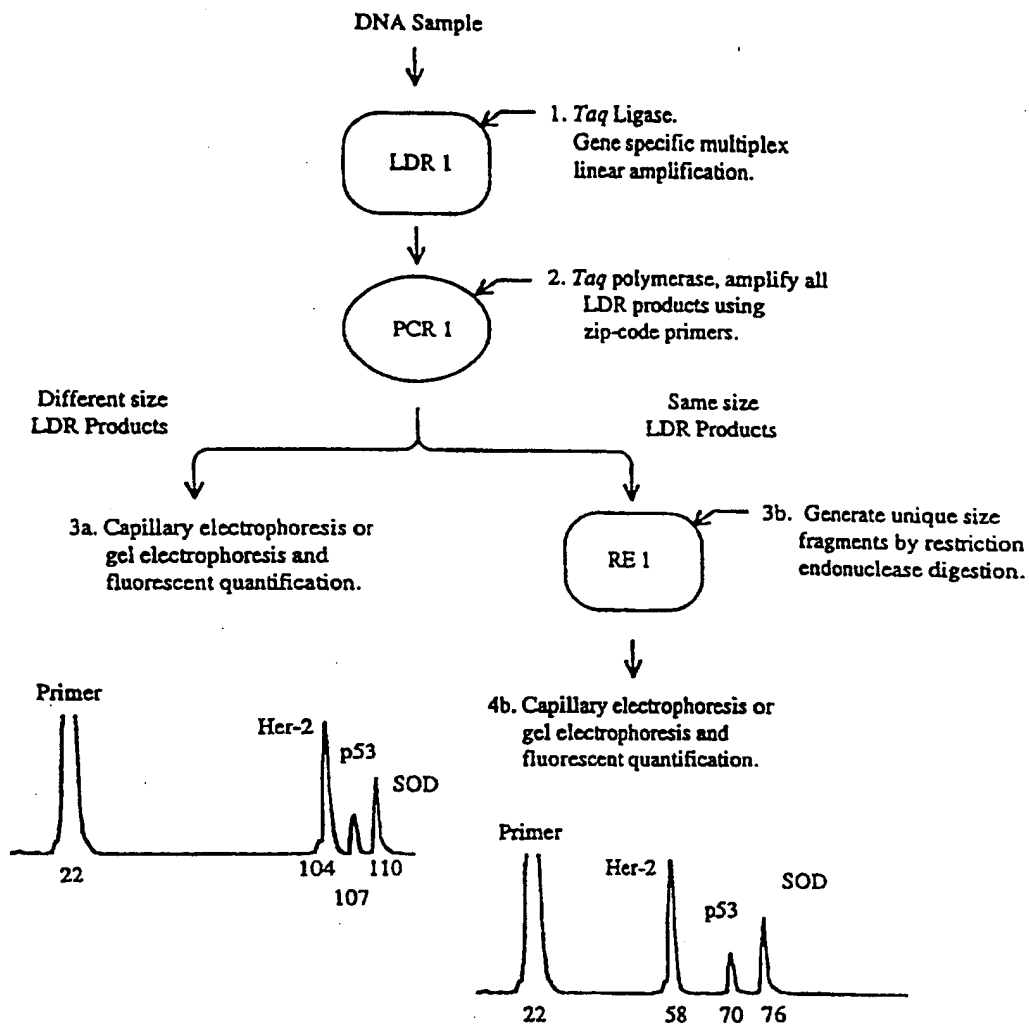 DNA Sample
LDR 1
1. Taq Ligase.
Gene specific multiplex
linear amplification.
PCR 1
2. Taq polymerase, amplify all
LDR products using
zip-code primers.
Different size
LDR Products
Same size
LDR Products
3a. Capillary electrophoresis or
gel electrophoresis and
fluorescent quantification.
RE 1
3b. Generate unique size
fragments by restriction
endonuclease digestion.
4b. Capillary electrophoresis or
gel electrophoresis and
fluorescent quantification.
Primer
Her-2
p53
SOD
22
104
110
107
Primer
Her-2
p53
SOD
22
58
70
76